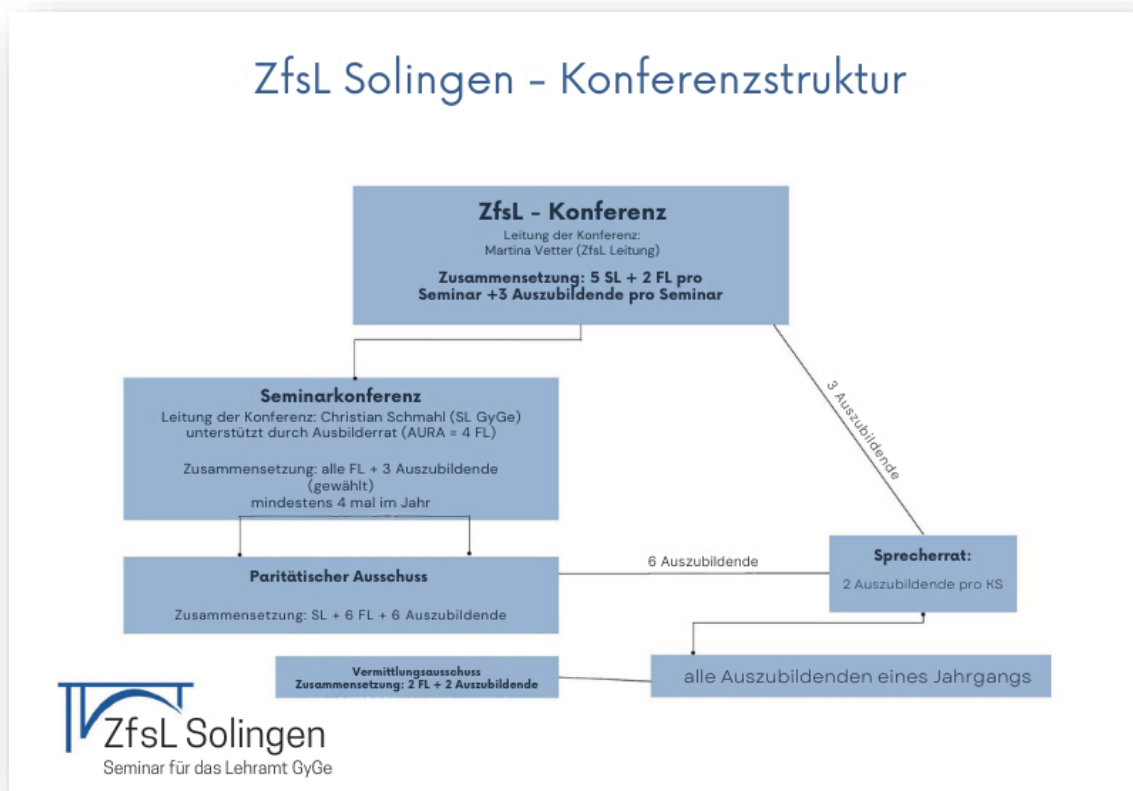 ZfsL Solingen - Konferenzstruktur
ZfsL - Konferenz
Leitung der Konferenz:
Martina Vetter (ZfsL Leitung)
Zusammensetzung: 5 SL + 2 FL pro
Seminar +3 Auszubildende pro Seminar
3 Auszubildende
Seminarkonferenz
Leitung der Konferenz: Christian Schmahl (SL GyGe)
unterstützt durch Ausbilderrat (AURA = 4 FL)
Zusammensetzung: alle FL + 3 Auszubildende
(gewählt)
mindestens 4 mal im Jahr
Paritätischer Ausschuss
Zusammensetzung: SL + 6 FL + 6 Auszubildende
6 Auszubildende
Sprecherrat:
2 Auszubildende pro KS
Vermittlungsausschuss
Zusammensetzung: 2 FL + 2 Auszubildende
alle Auszubildenden eines Jahrgangs
ZfsL Solingen
Seminar für das Lehramt GyGe